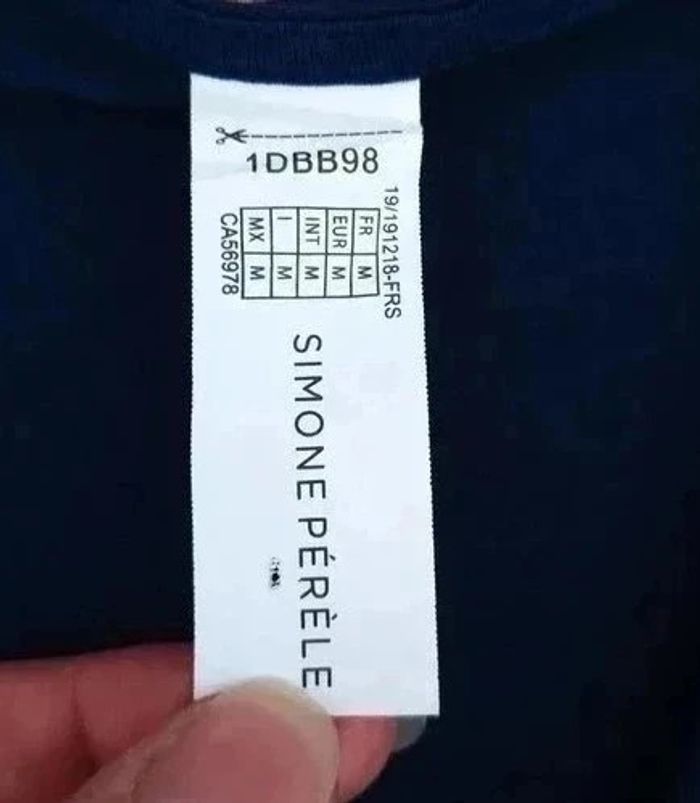 1DBB98
19/191218-FRS
FR M
EUR M
INT M
I M
MX M
CA56978
SIMONE PÉRÈLE